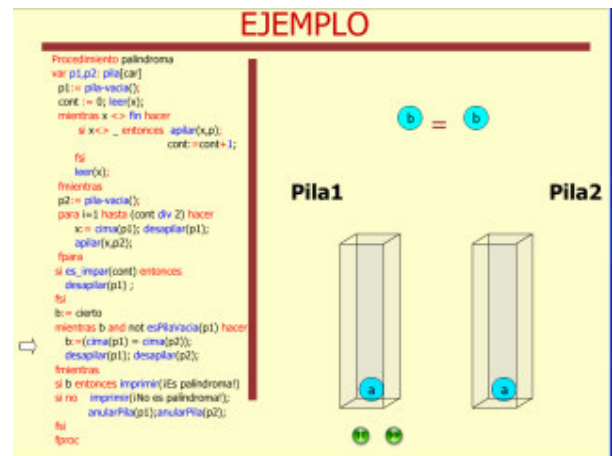 EJEMPLO
Procedimiento palindroma
var p1,p2: pila[car]
p1:= pila-vacia();
cont := 0; leer(x);
mientras x <> fin hacer
si x<> _ entonces apilar(x,p);
cont:=cont+1;
fsi
leer(x);
fmientras
p2:= pila-vacia();
para i=1 hasta (cont div 2) hacer
x:= cima(p1); desapilar(p1);
apilar(x,p2);
fpara
si es_impar(cont) entonces
desapilar(p1) ;
fsi
b:= cierto
mientras b and not esPilaVacia(p1) hacer
b:=(cima(p1) = cima(p2));
desapilar(p1); desapilar(p2);
fmientras
si b entonces imprimir(¡Es palindroma!)
si no imprimir(¡No es palindroma!);
anularPila(p1);anularPila(p2);
fsi
fproc
b = b
Pila1 Pila2
a a